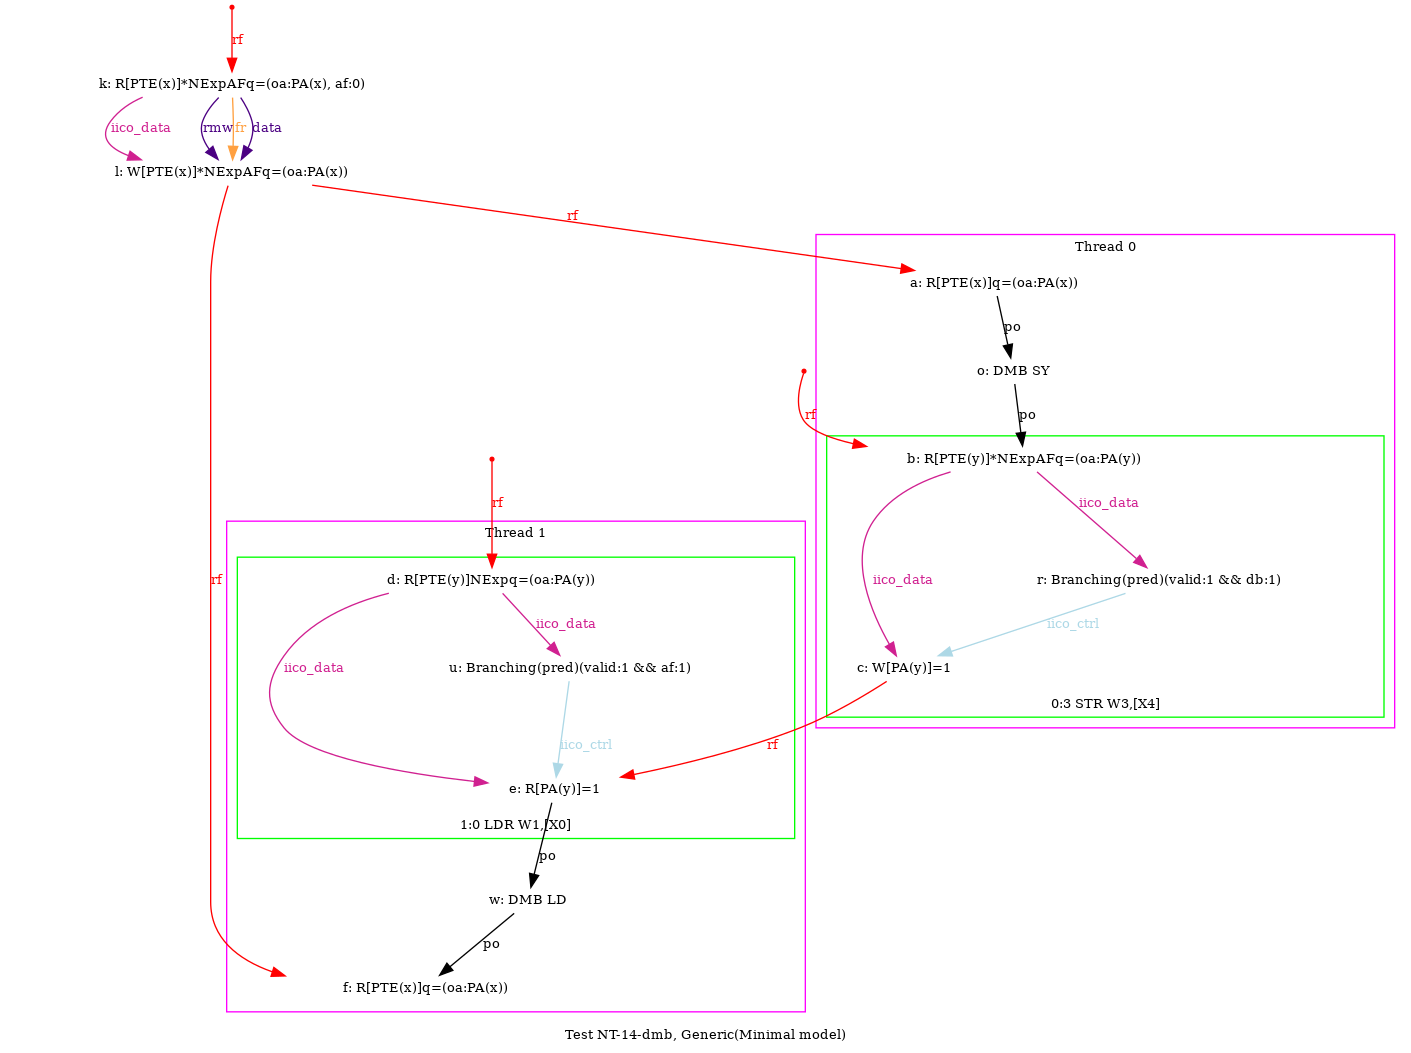 rf
k: R[PTE(x)]*NExpAFq=(oa:PA(x), af:0)
iico_data
rmw
fr
data
l: W[PTE(x)]*NExpAFq=(oa:PA(x))
rf
Thread 0
a: R[PTE(x)]q=(oa:PA(x))
po
o: DMB SY
rf
po
b: R[PTE(y)]*NExpAFq=(oa:PA(y))
rf
iico_data
Thread 1
rf
d: R[PTE(y)]NExpq=(oa:PA(y))
iico_data
r: Branching(pred)(valid:1 && db:1)
iico_data
iico_ctrl
iico_data
u: Branching(pred)(valid:1 && af:1)
c: W[PA(y)]=1
0:3 STR W3,[X4]
iico_ctrl
rf
e: R[PA(y)]=1
1:0 LDR W1,[X0]
po
w: DMB LD
po
f: R[PTE(x)]q=(oa:PA(x))
Test NT-14-dmb, Generic(Minimal model)